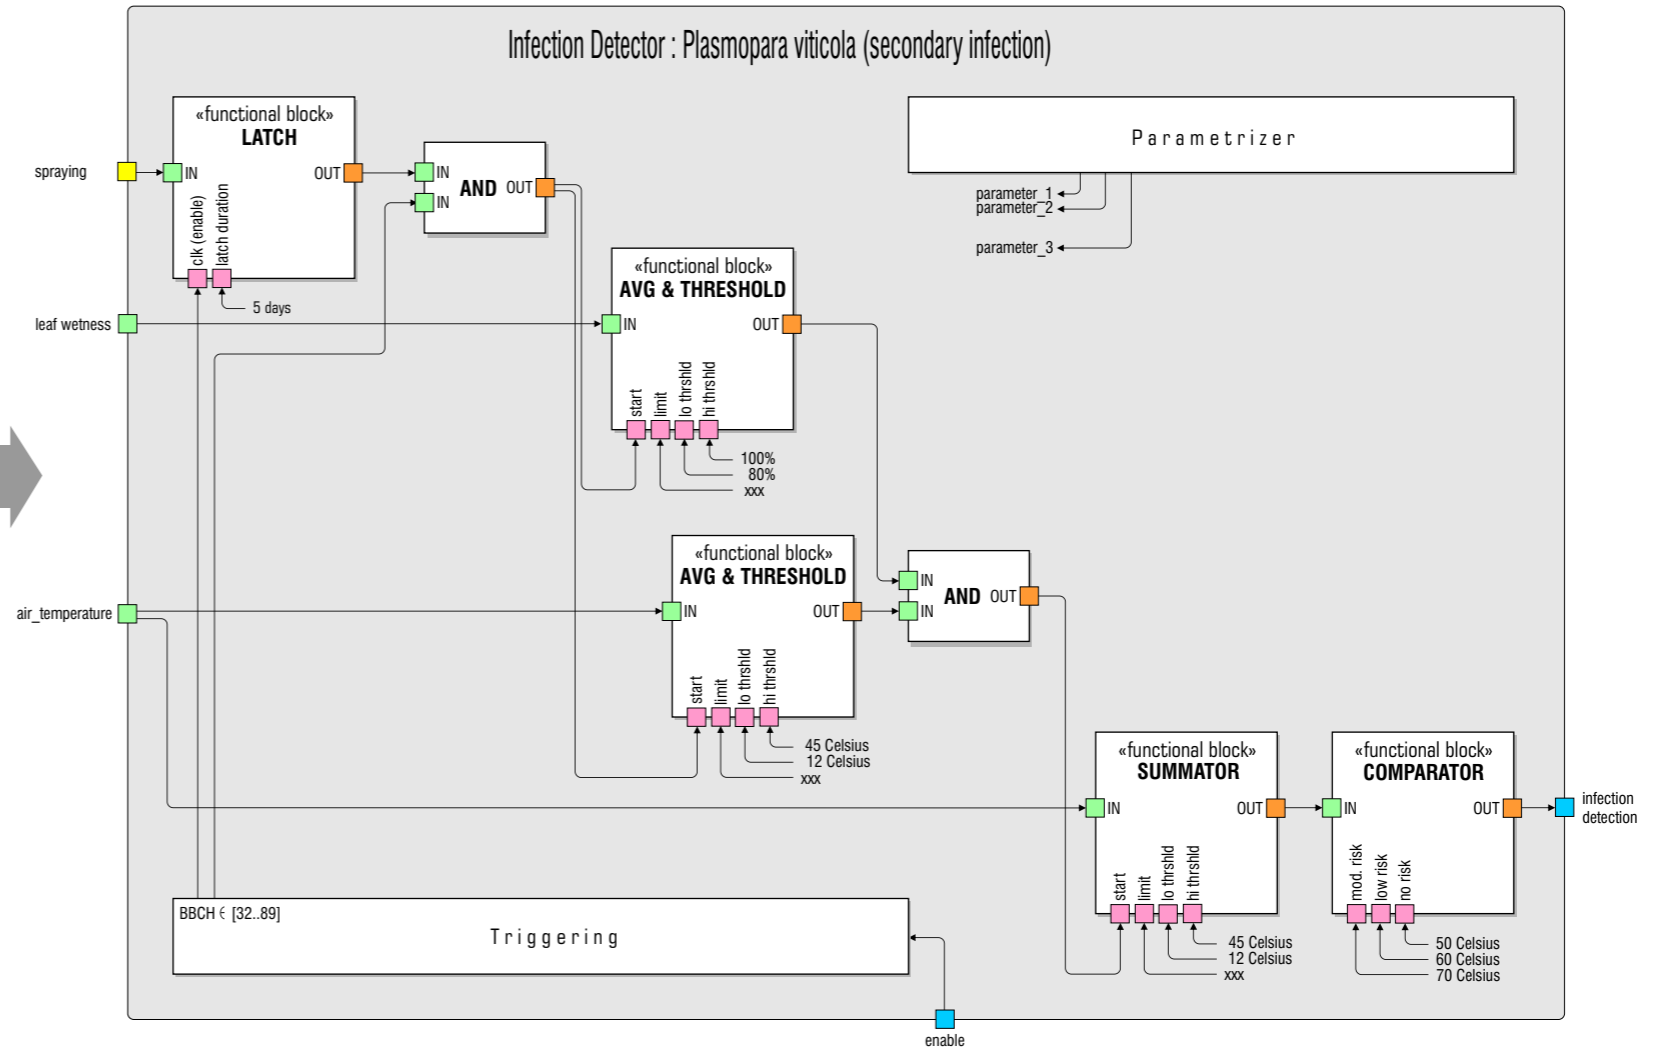 Infection Detector : Plasmopara viticola (secondary infection)
«functional block»
LATCH
spraying
IN
OUT
clk (enable)
latch duration
5 days
IN
IN
AND
OUT
Parametrizer
parameter_1
parameter_2
parameter_3
«functional block»
AVG & THRESHOLD
leaf wetness
IN
OUT
start
limit
lo thrshld
hi thrshld
100%
80%
xxx
«functional block»
AVG & THRESHOLD
air_temperature
IN
OUT
start
limit
lo thrshld
hi thrshld
45 Celsius
12 Celsius
xxx
IN
IN
AND
OUT
«functional block»
SUMMATOR
IN
OUT
start
limit
lo thrshld
hi thrshld
45 Celsius
12 Celsius
xxx
«functional block»
COMPARATOR
IN
OUT
mod. risk
low risk
no risk
50 Celsius
60 Celsius
70 Celsius
infection
detection
BBCH ∈ [32..89]
Triggering
enable